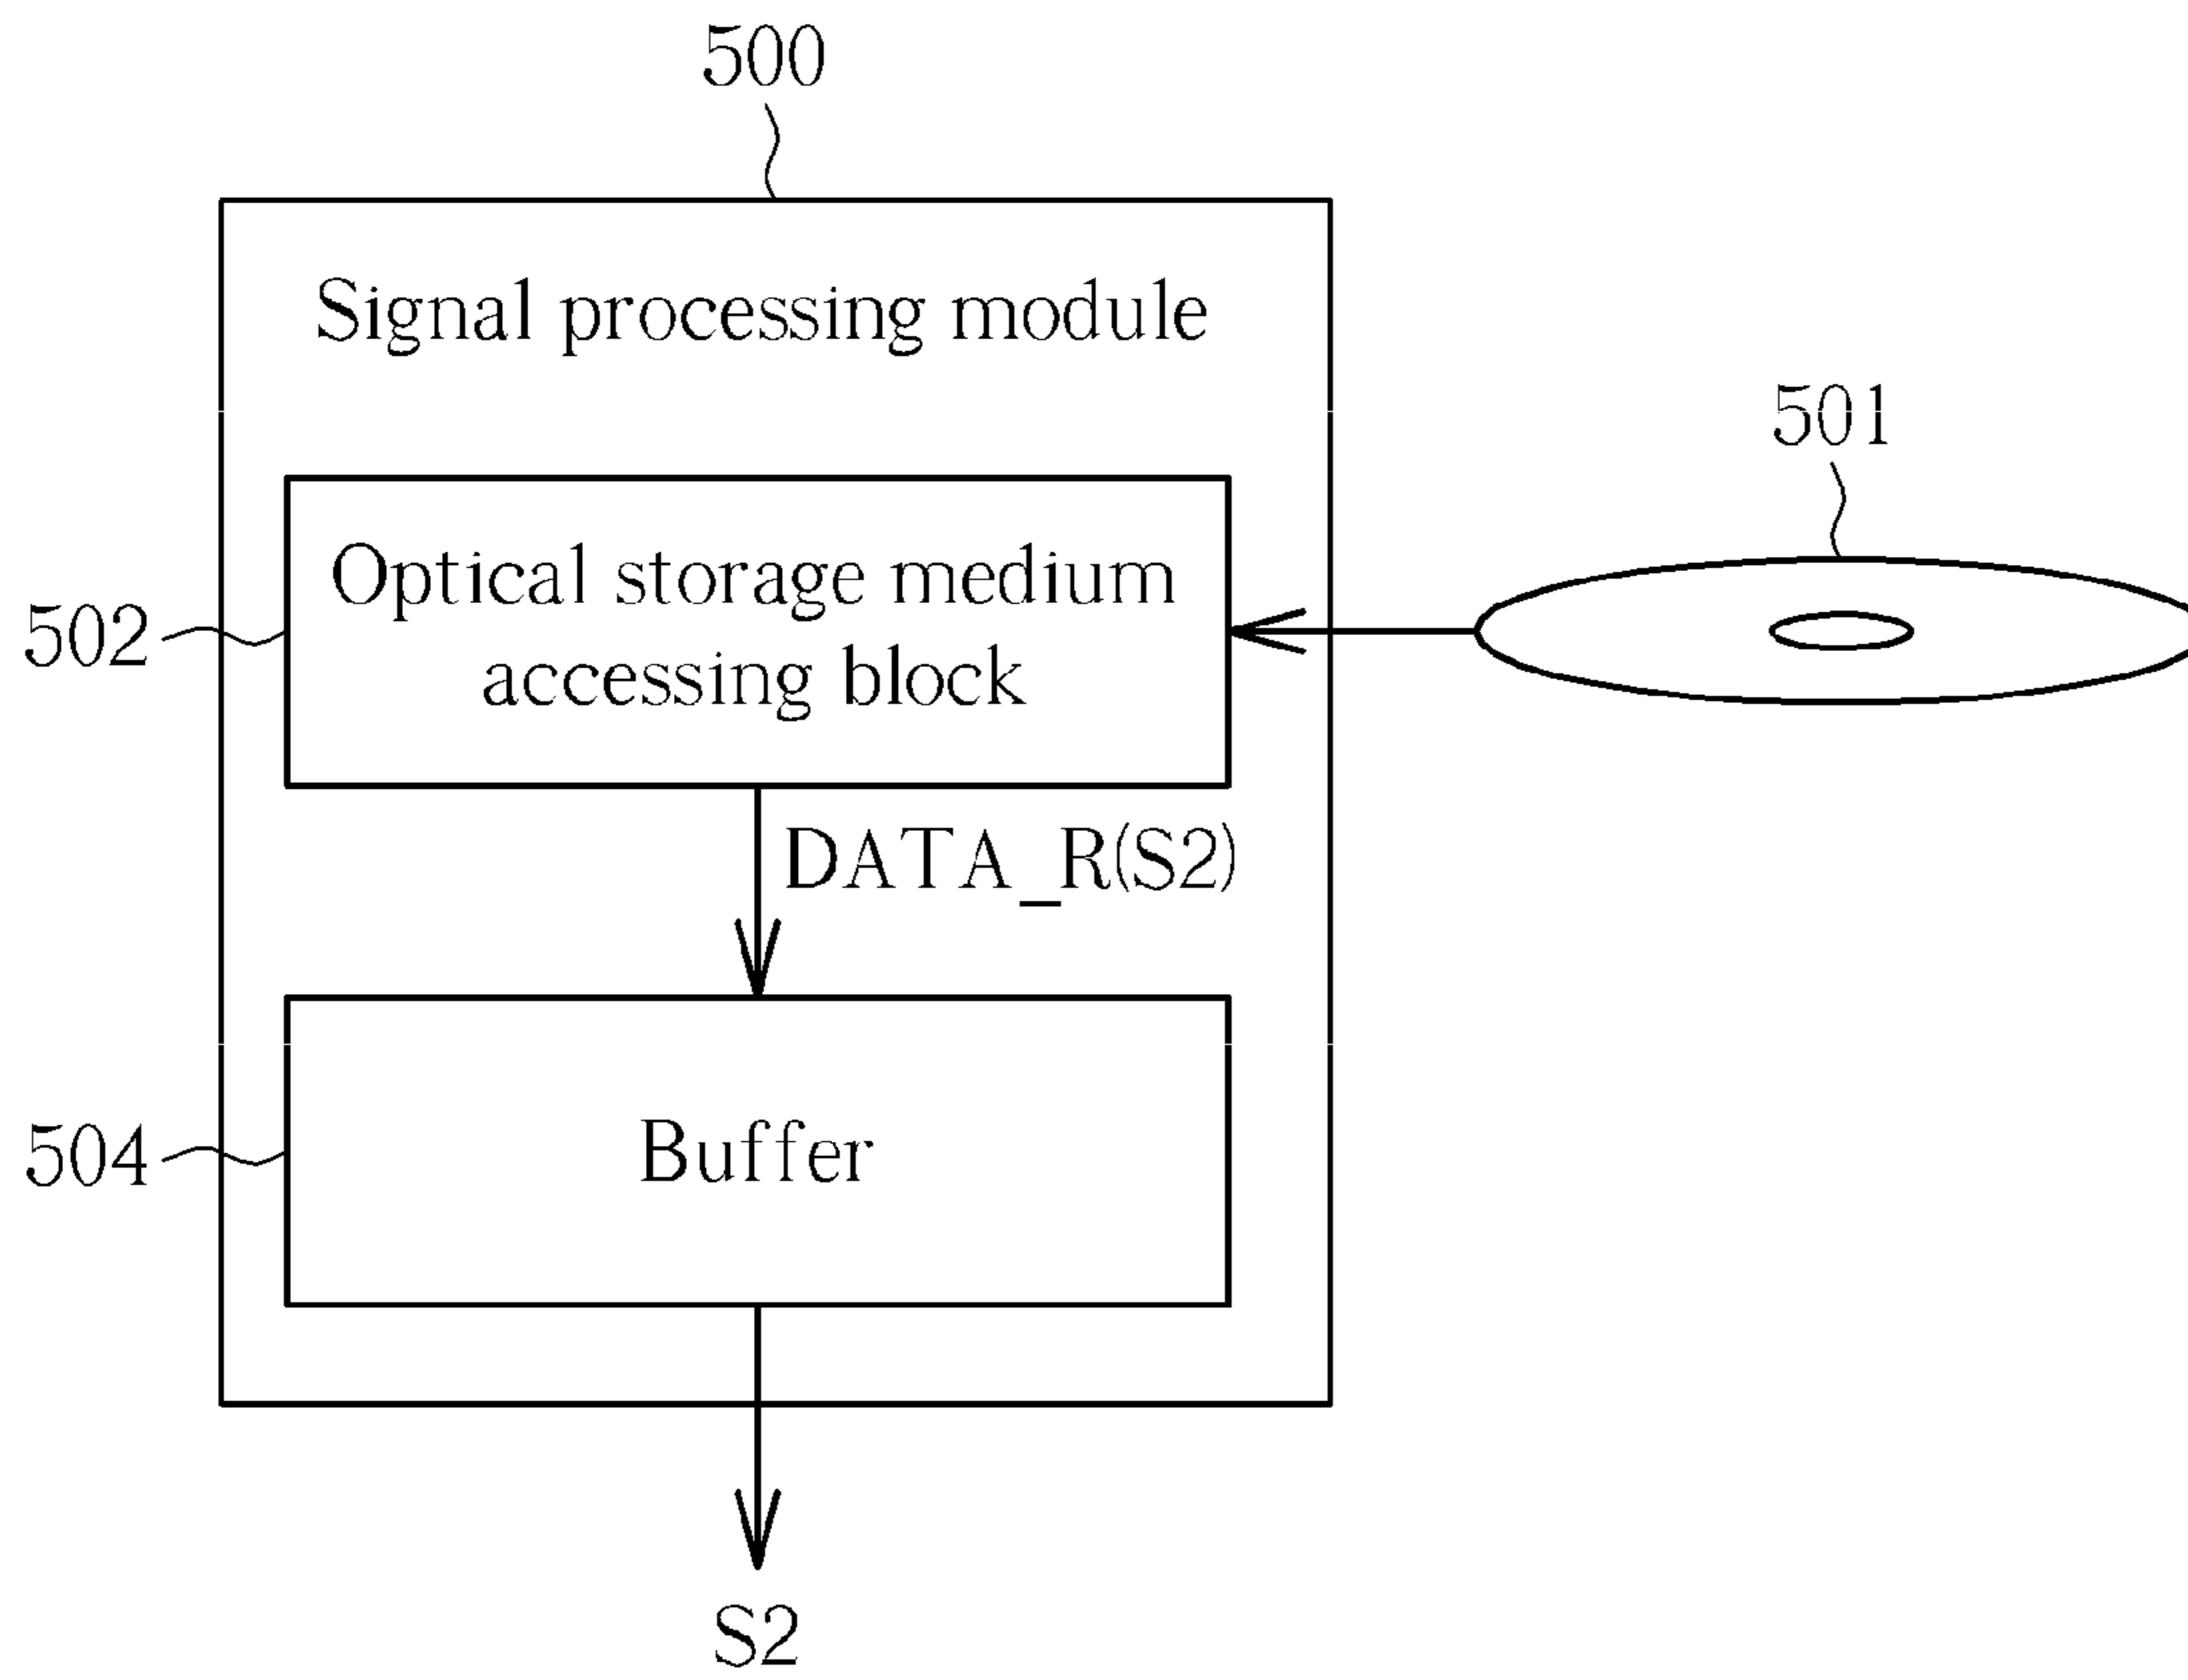 500
Signal processing module
501
Optical storage medium
accessing block
502
DATA_R(S2)
Buffer
504
S2